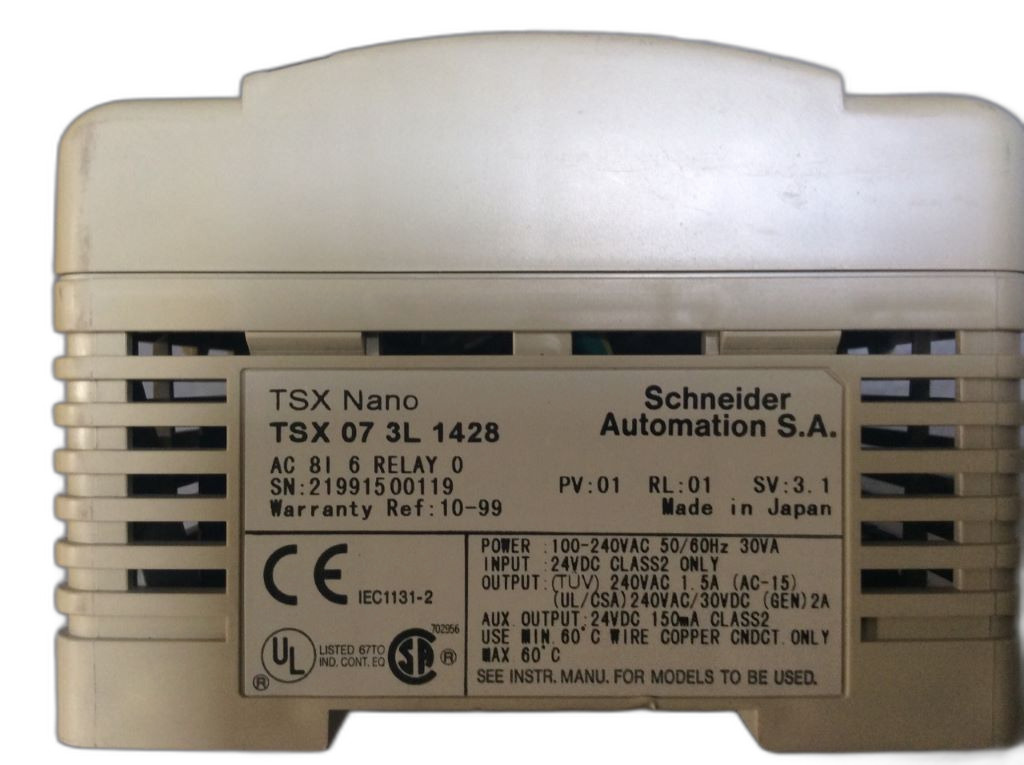 TSX Nano
TSX 07 3L 1428
Schneider
Automation S.A.
AC 8I 6 RELAY O
SN:21991500119
PV:01 RL:01 SV:3.1
Warranty Ref:10-99
Made in Japan
CE
IEC1131-2
UL
®
LISTED 67TO
IND. CONT. EQ
702956
SA
®
POWER :100-240VAC 50/60Hz 30VA
INPUT :24VDC CLASS2 ONLY
OUTPUT:(TÜV) 240VAC 1.5A (AC-15)
(UL/CSA)240VAC/30VDC (GEN)2A
AUX.OUTPUT:24VDC 150mA CLASS2
USE MIN.60°C WIRE COPPER CNDCT.ONLY
MAX 60°C
SEE INSTR. MANU. FOR MODELS TO BE USED.